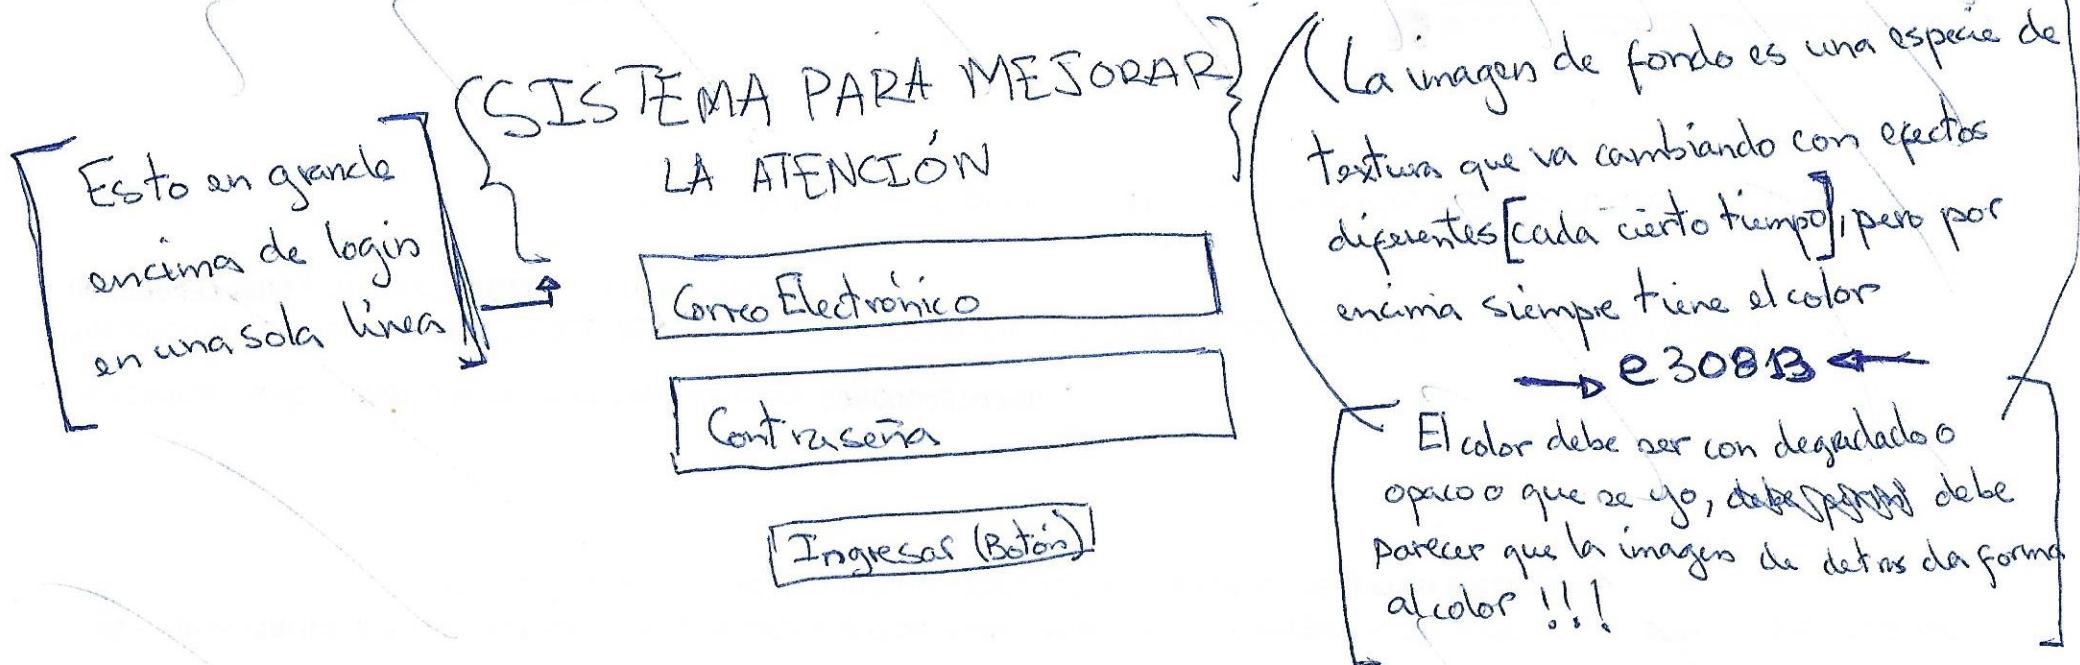 SISTEMA PARA MEJORAR
LA ATENCIÓN
Esto en grande
encima de login
en una sola línea
Correo Electrónico
Contraseña
Ingresar (Botón)
(La imagen de fondo es una especie de
textura que va cambiando con efectos
diferentes [cada cierto tiempo], pero por
encima siempre tiene el color
e30813
El color debe ser con degradado o
opaco o que se yo, debe
parecer que la imagen de detras da forma
al color !!!